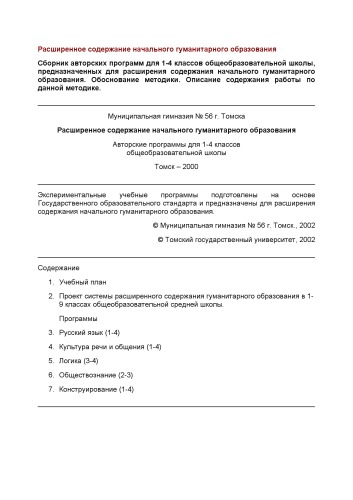 Расширенное содержание начального гуманитарного образования
Сборник авторских программ для 1-4 классов общеобразовательной школы,
предназначенных для расширения содержания начального гуманитарного
образования. Обоснование методики. Описание содержания работы по
данной методике.
Муниципальная гимназия № 56 г. Томска
Расширенное содержание начального гуманитарного образования
Авторские программы для 1-4 классов
общеобразовательной школы
Томск – 2000
Экспериментальные учебные программы подготовлены на основе
Государственного образовательного стандарта и предназначены для расширения
содержания начального гуманитарного образования.
© Муниципальная гимназия № 56 г. Томск., 2002
© Томский государственный университет, 2002
Содержание
1. Учебный план
2. Проект системы расширенного содержания гуманитарного образования в 1-
9 классах общеобразовательной средней школы.
Программы
3. Русский язык (1-4)
4. Культура речи и общения (1-4)
5. Логика (3-4)
6. Обществознание (2-3)
7. Конструирование (1-4)